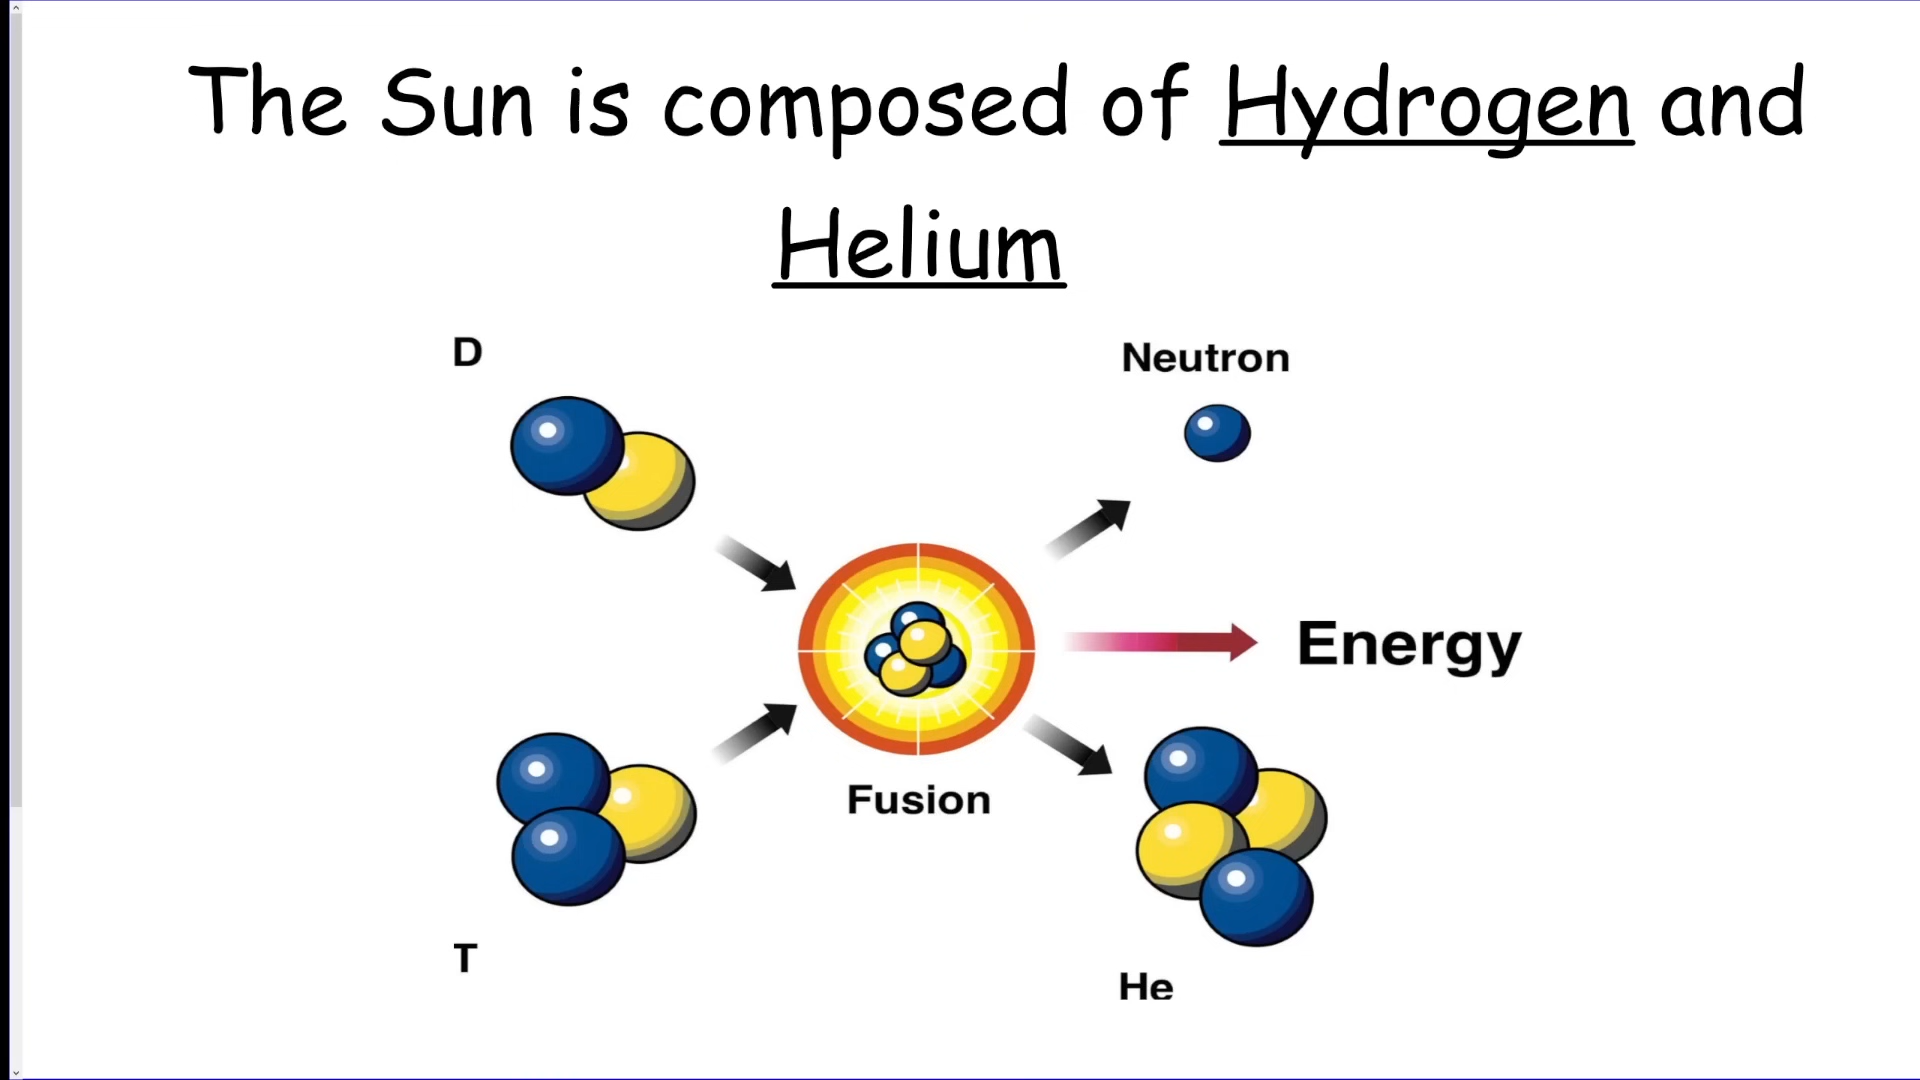 The Sun is composed of Hydrogen and
Helium
D
Neutron
Energy
Fusion
T
He